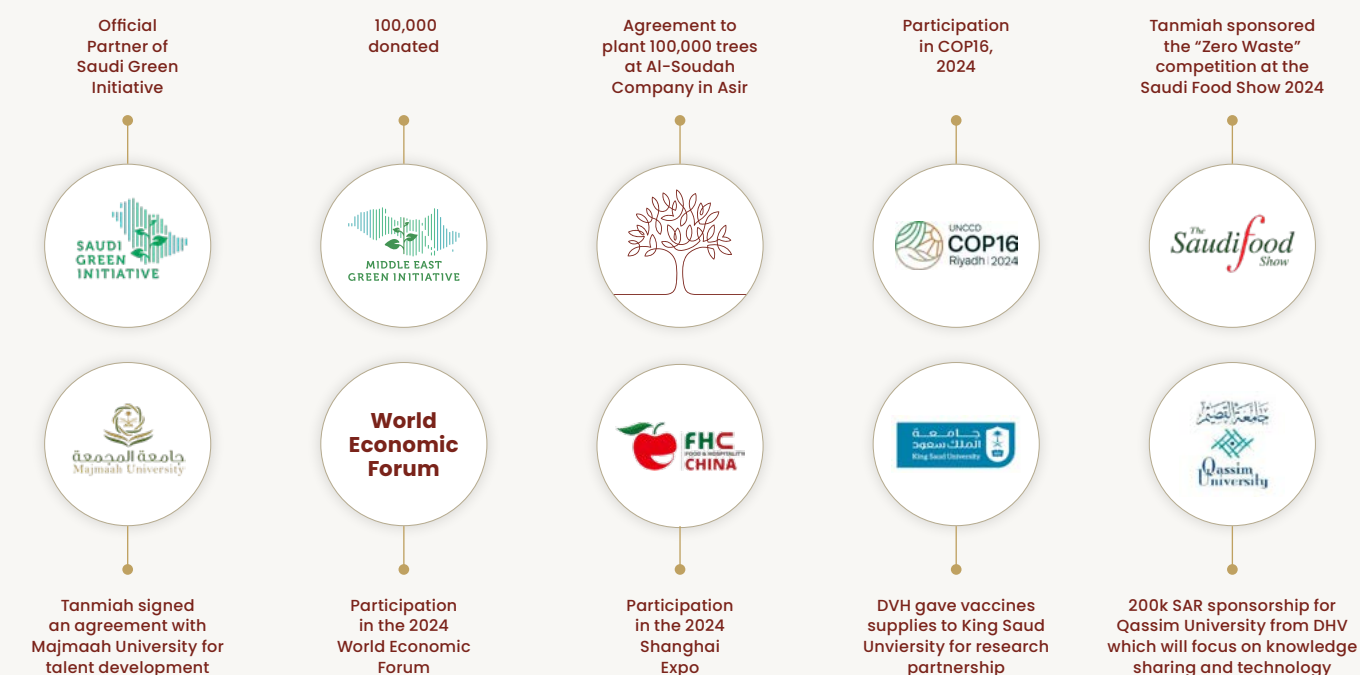 Official
Partner of
Saudi Green
Initiative
100,000
donated
Agreement to
plant 100,000 trees
at Al-Soudah
Company in Asir
Participation
in COP16,
2024
Tanmiah sponsored
the “Zero Waste”
competition at the
Saudi Food Show 2024
SAUDI
GREEN
INITIATIVE
MIDDLE EAST
GREEN INITIATIVE
UNCCD
COP16
Riyadh | 2024
The
Saudifood
Show
جامعة المجمعة
Majmaah University
World
Economic
Forum
FHC
FOOD & HOSPITALITY
CHINA
جامعة
الملك سعود
King Saud University
جامعة القصيم
Qassim
University
Tanmiah signed
an agreement with
Majmaah University for
talent development
Participation
in the 2024
World Economic
Forum
Participation
in the 2024
Shanghai
Expo
DVH gave vaccines
supplies to King Saud
Unviersity for research
partnership
200k SAR sponsorship for
Qassim University from DHV
which will focus on knowledge
sharing and technology